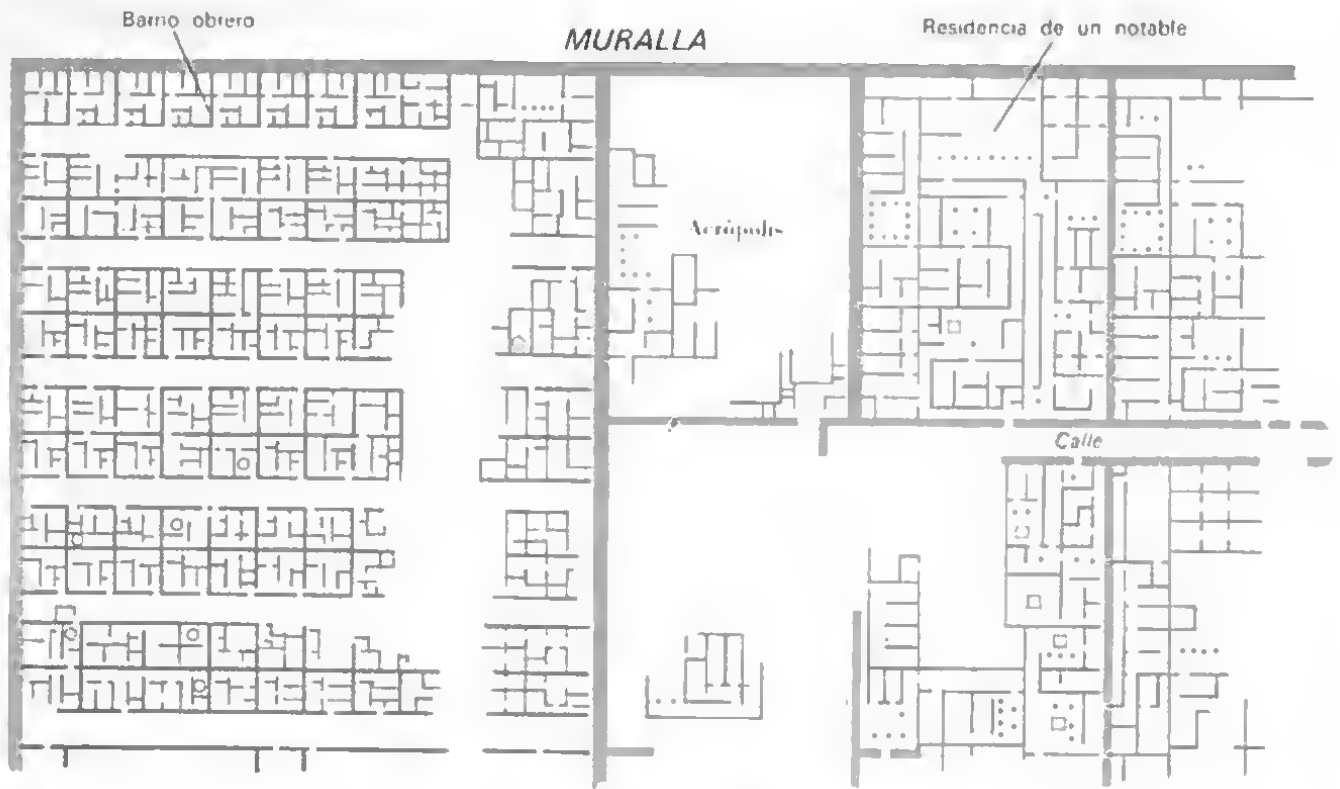 Barrio obrero
MURALLA
Residencia de un notable
Acrópolis
Calle